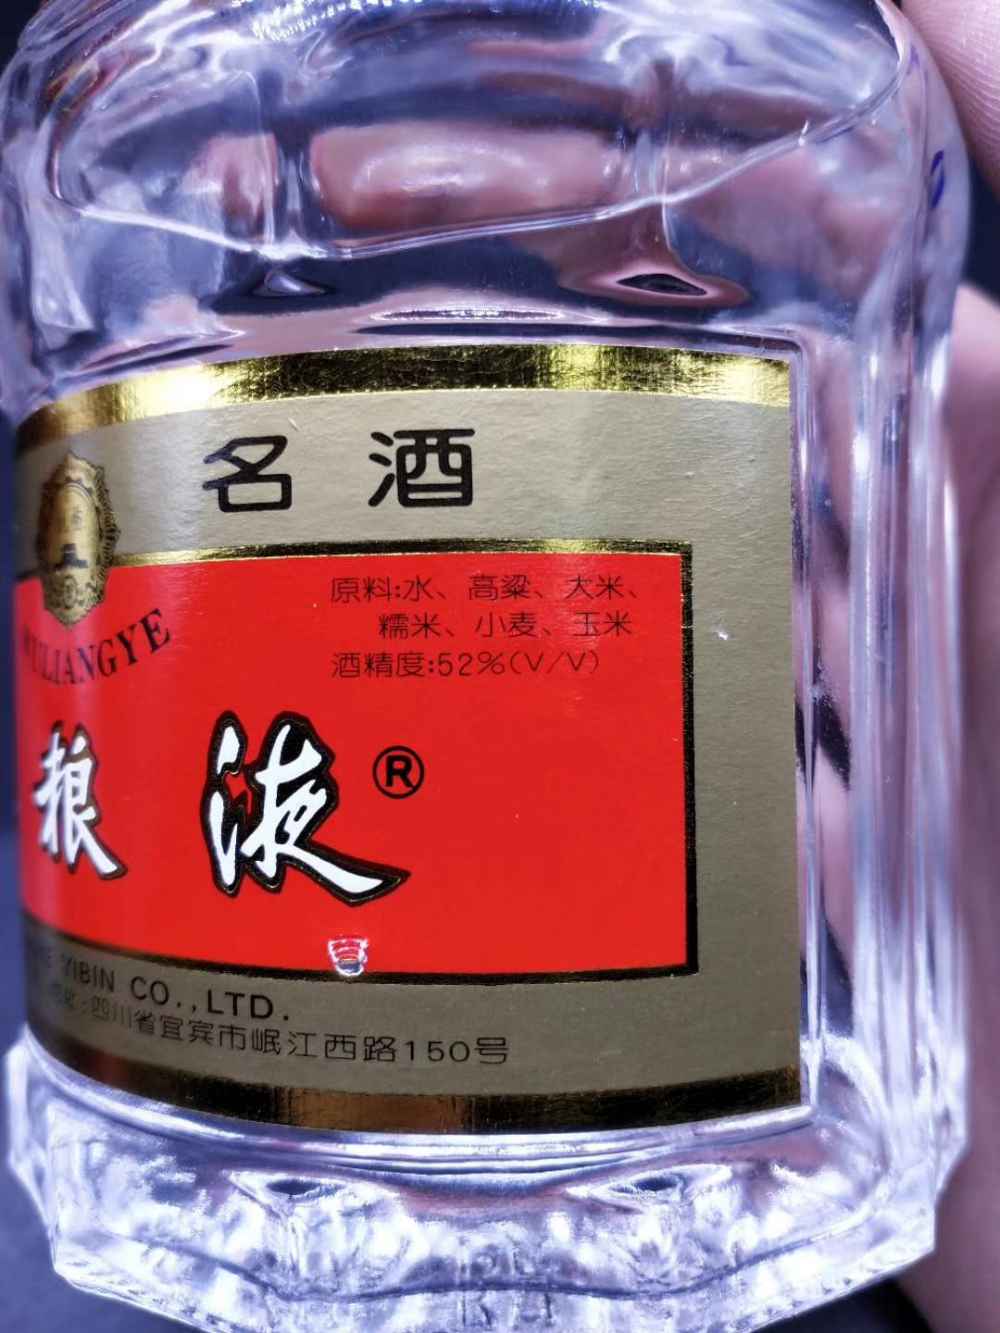 名酒
原料:水、高粱、大米、
糯米、小麦、玉米
酒精度:52%(V/V)
WULIANGYE
粮液®
YIBIN CO.,LTD.
四川省宜宾市岷江西路150号